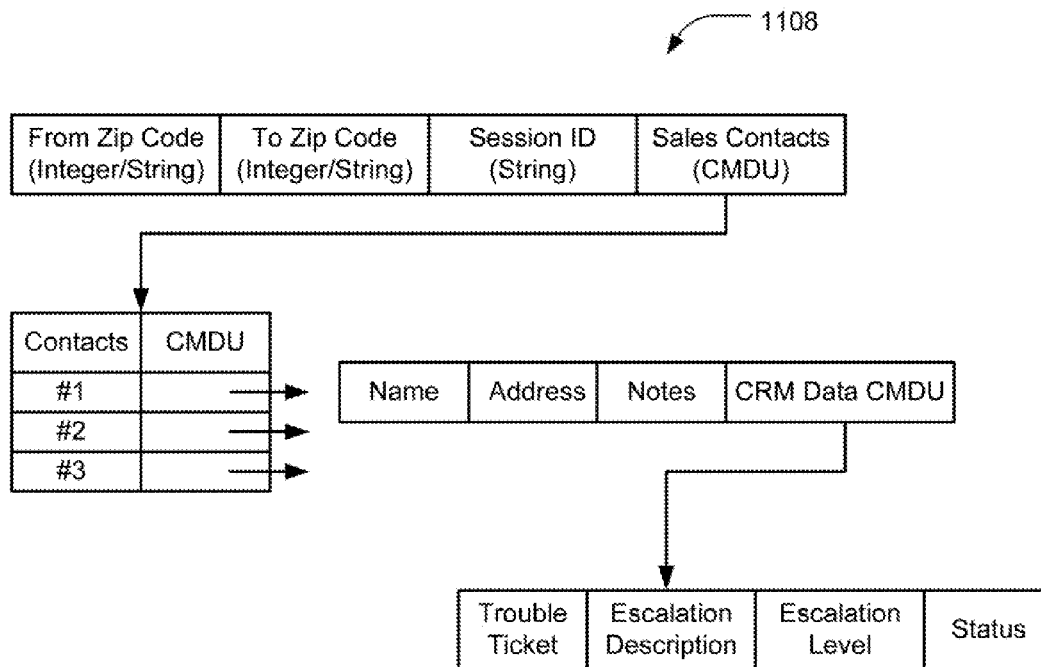 1108
From Zip Code
(Integer/String)
To Zip Code
(Integer/String)
Session ID
(String)
Sales Contacts
(CMDU)
Contacts
CMDU
#1
#2
#3
Name
Address
Notes
CRM Data CMDU
Trouble
Ticket
Escalation
Description
Escalation
Level
Status